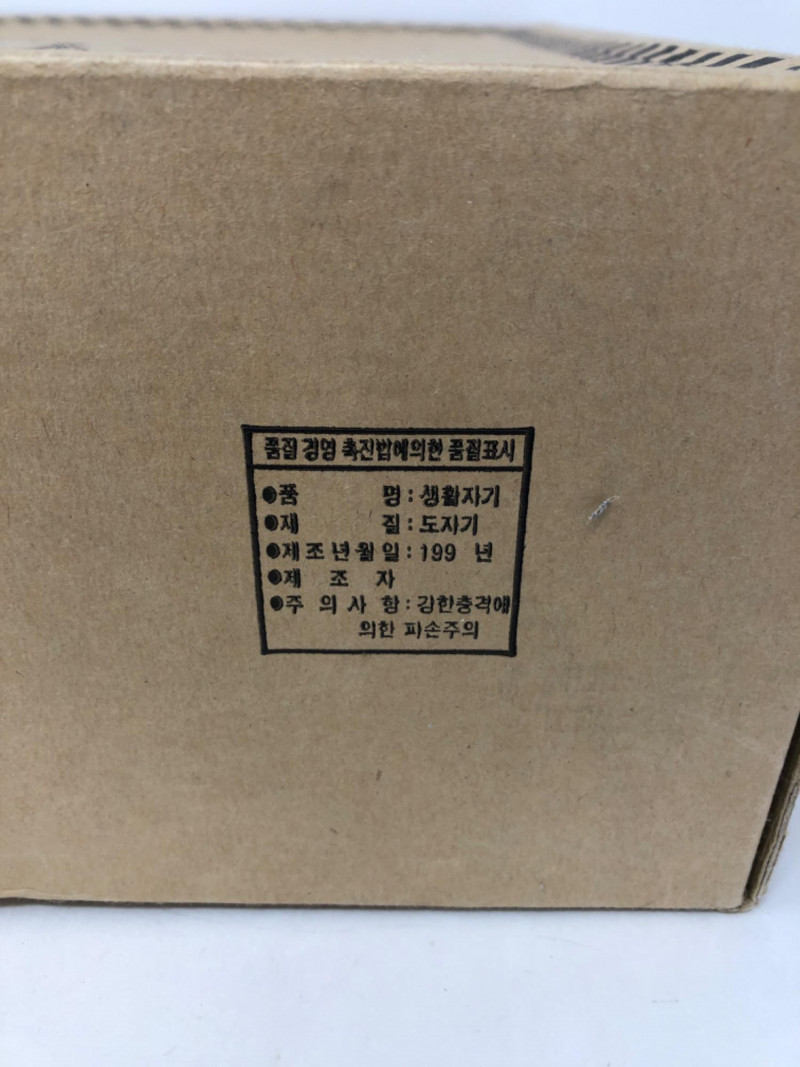 품질 경영 촉진법에의한 품질표시
●품 명 : 생활자기
●재 질 : 도자기
●제조년월일 : 199 년
●제 조 자
●주 의 사 항 : 강한충격에
의한 파손주의